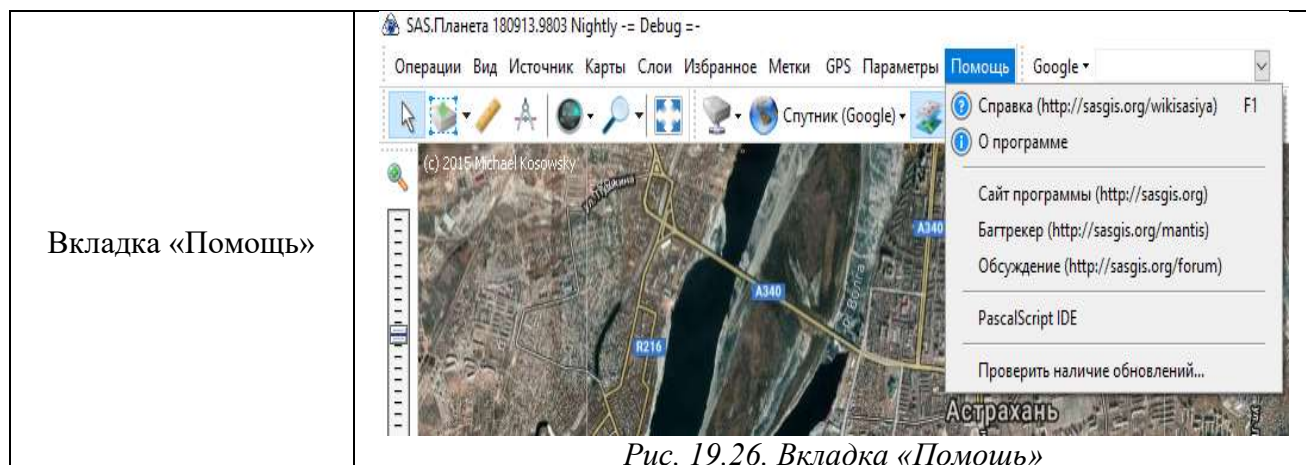 Вкладка «Помощь»
SAS.Планета 180913.9803 Nightly -= Debug =-
Операции Вид Источник Карты Слои Избранное Метки GPS Параметры Помощь Google
Спутник (Google)
Справка (http://sasgis.org/wikisasiya) F1
О программе
Сайт программы (http://sasgis.org)
Багтрекер (http://sasgis.org/mantis)
Обсуждение (http://sasgis.org/forum)
PascalScript IDE
Проверить наличие обновлений...
(c) 2015 Michael Kosowsky
ул. Пушкина
A340
A340
р. Волга
R216
Астрахань
Рис. 19.26. Вкладка «Помощь»